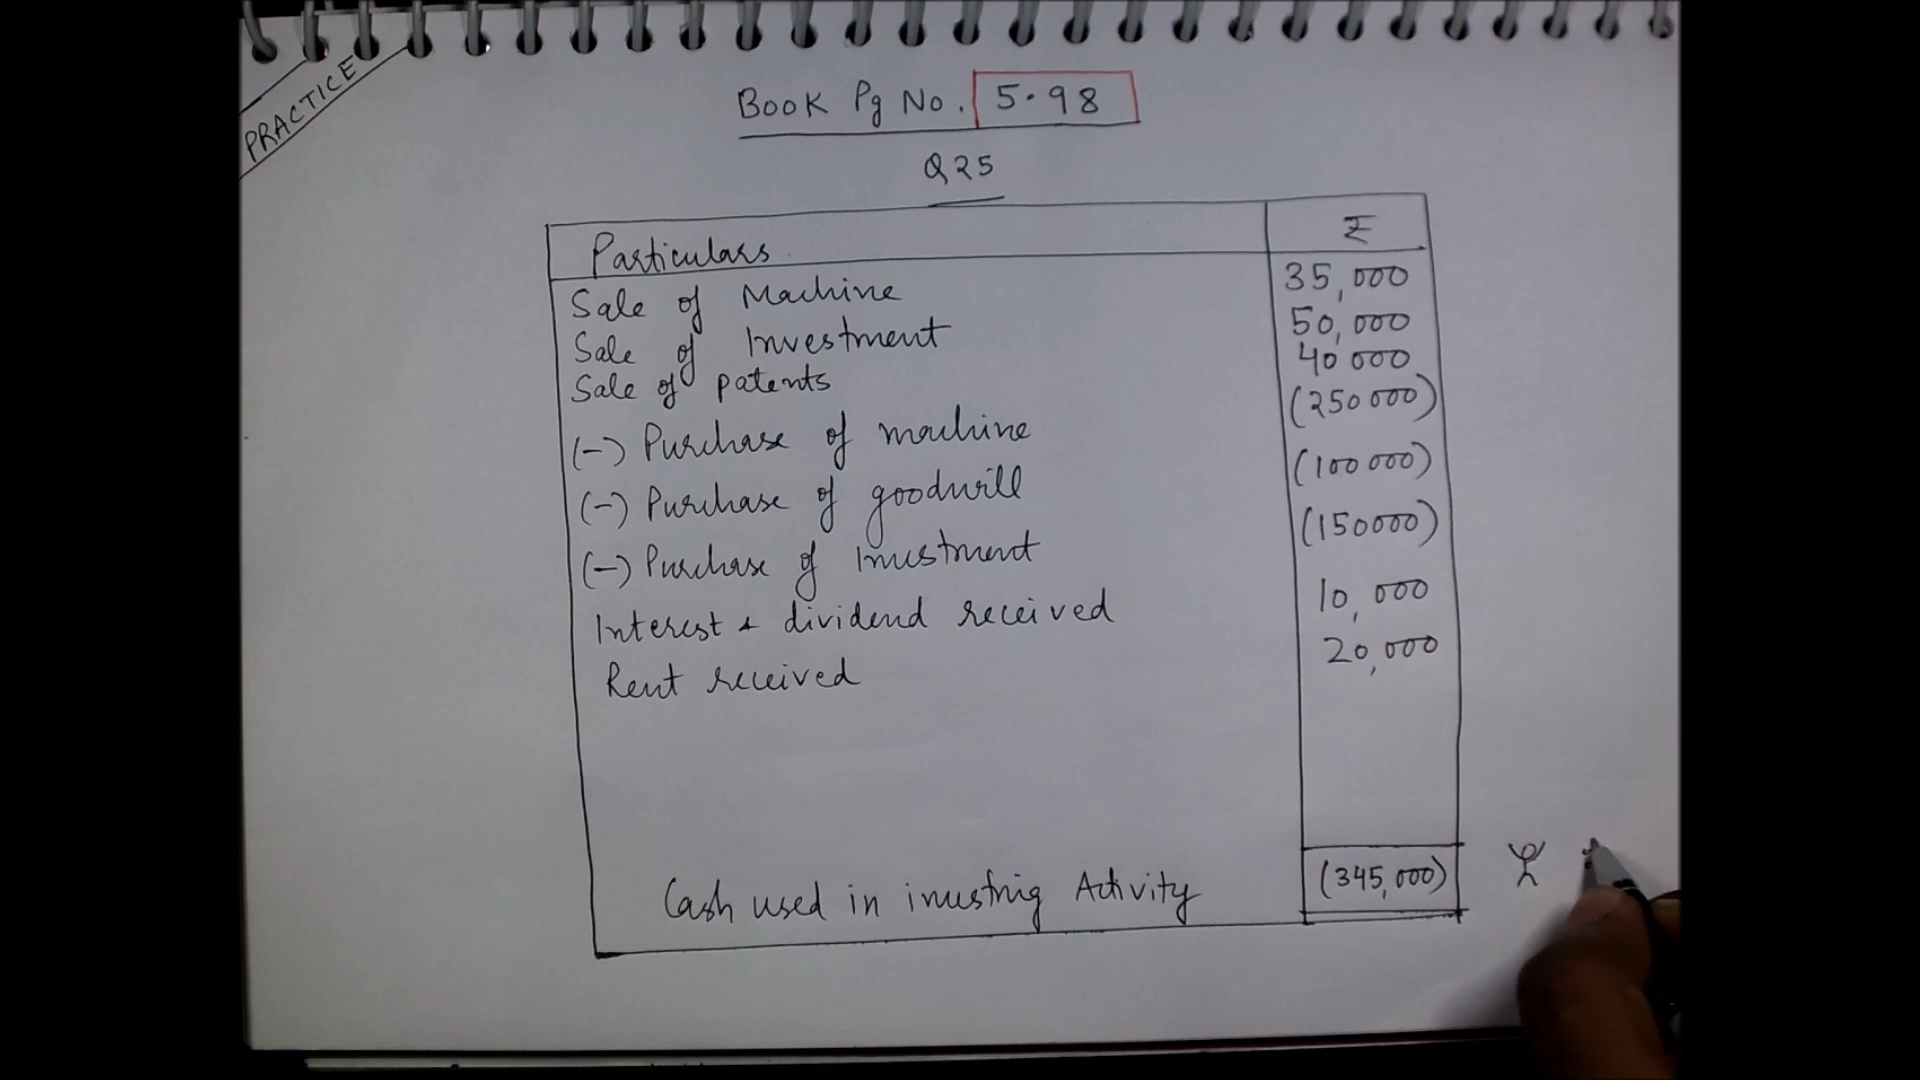 PRACTICE
Book Pg No. 5.98
Q25
Particulars ₹
Sale of Machine 35,000
Sale of Investment 50,000
Sale of patents 40 000
(-) Purchase of machine (250 000)
(-) Purchase of goodwill (100 000)
(-) Purchase of Investment (150000)
Interest & dividend received 10,000
Rent received 20,000
Cash used in investing Activity (345,000)